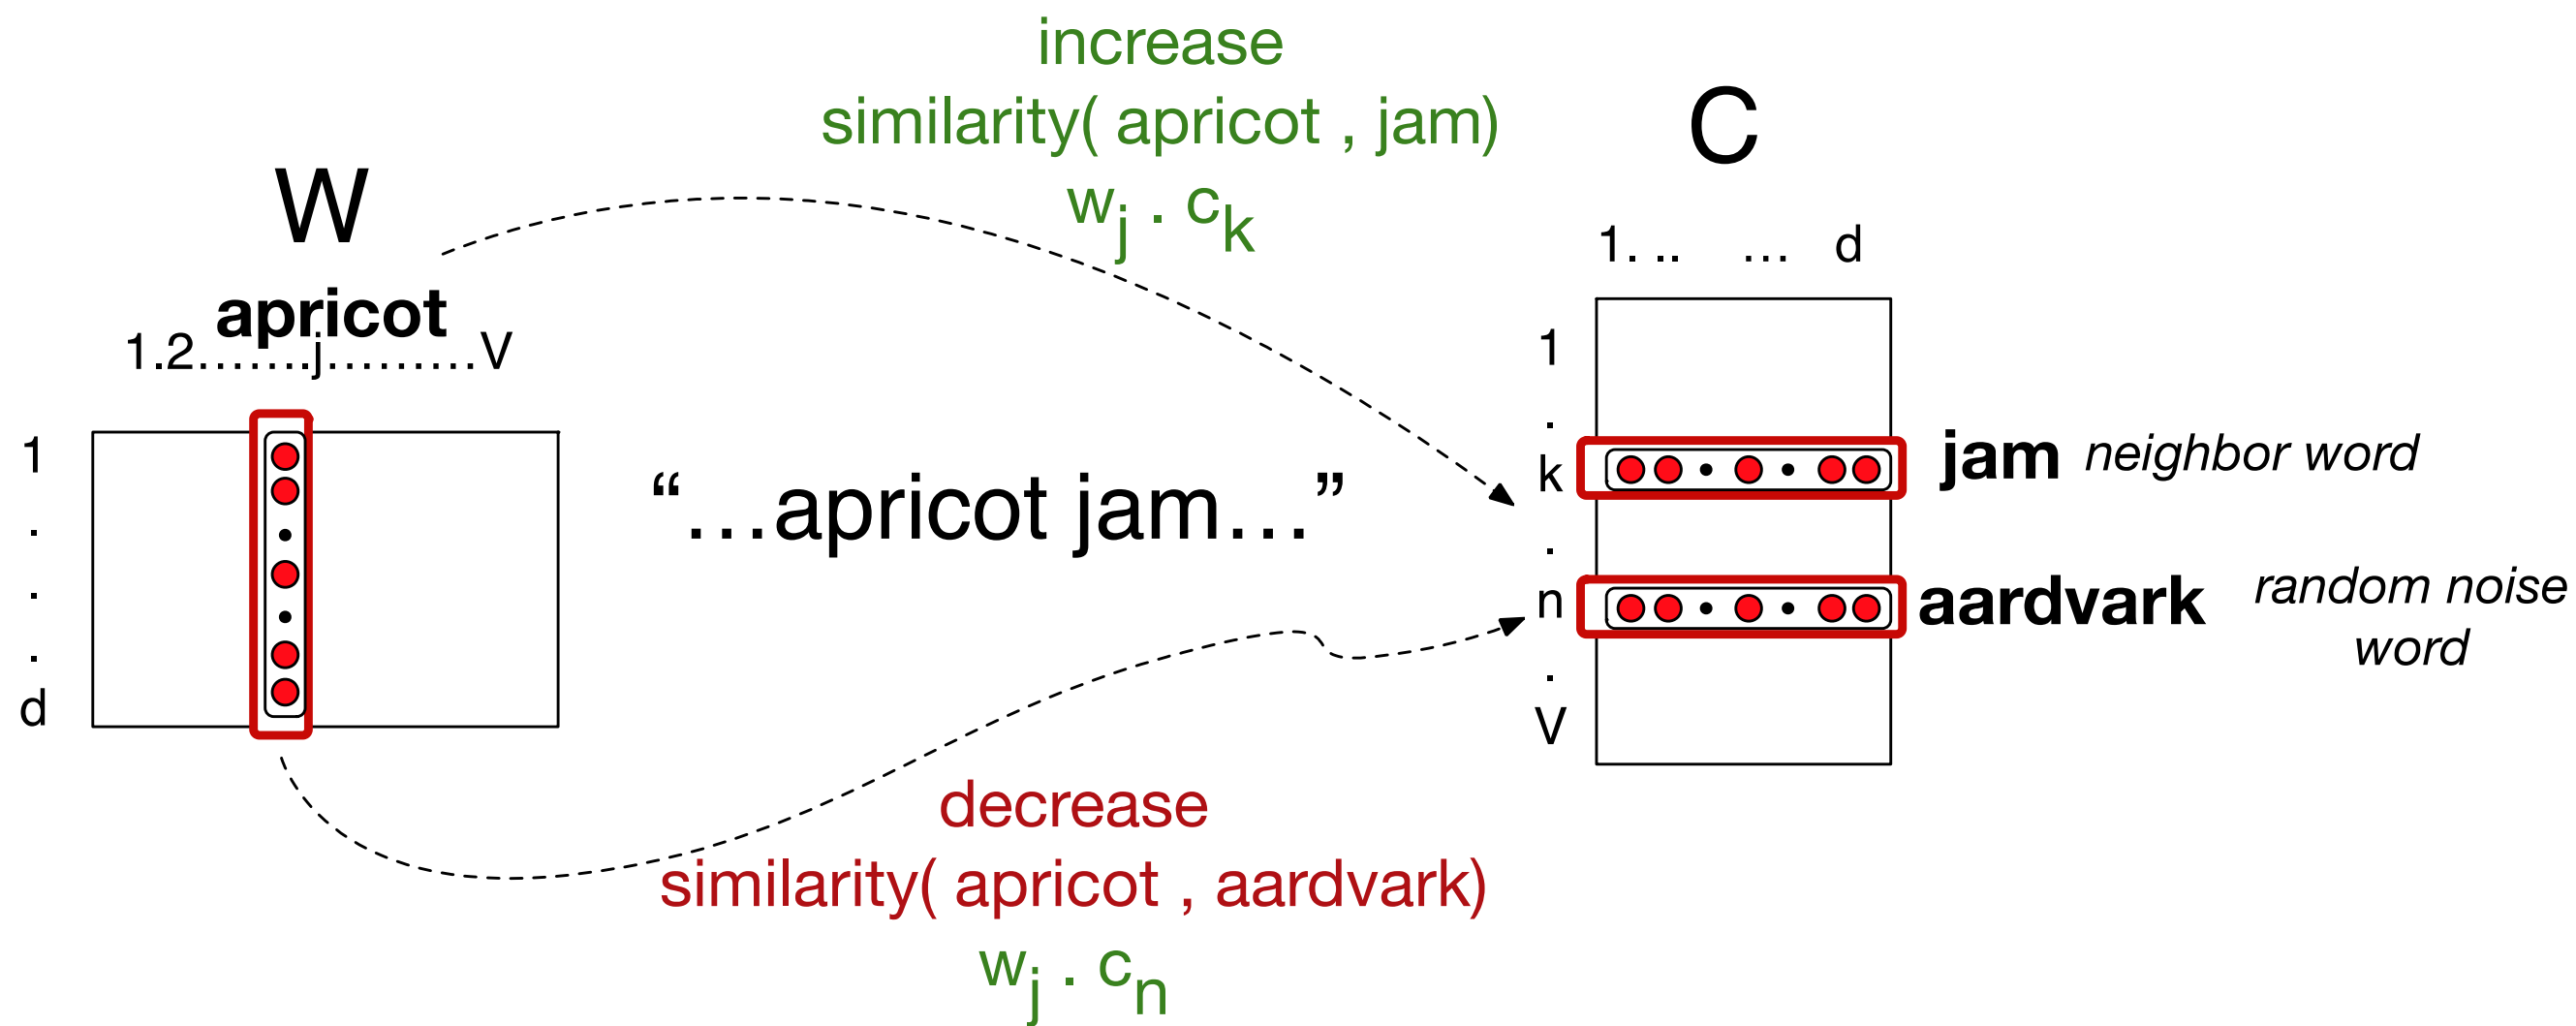 increase
similarity( apricot , jam)
wj . ck
W
apricot
1.2.......j.........V
1
.
.
.
d
“...apricot jam...”
C
1. .. ... d
1
.
k
.
n
.
V
jam neighbor word
aardvark random noise
word
decrease
similarity( apricot , aardvark)
wj . cn